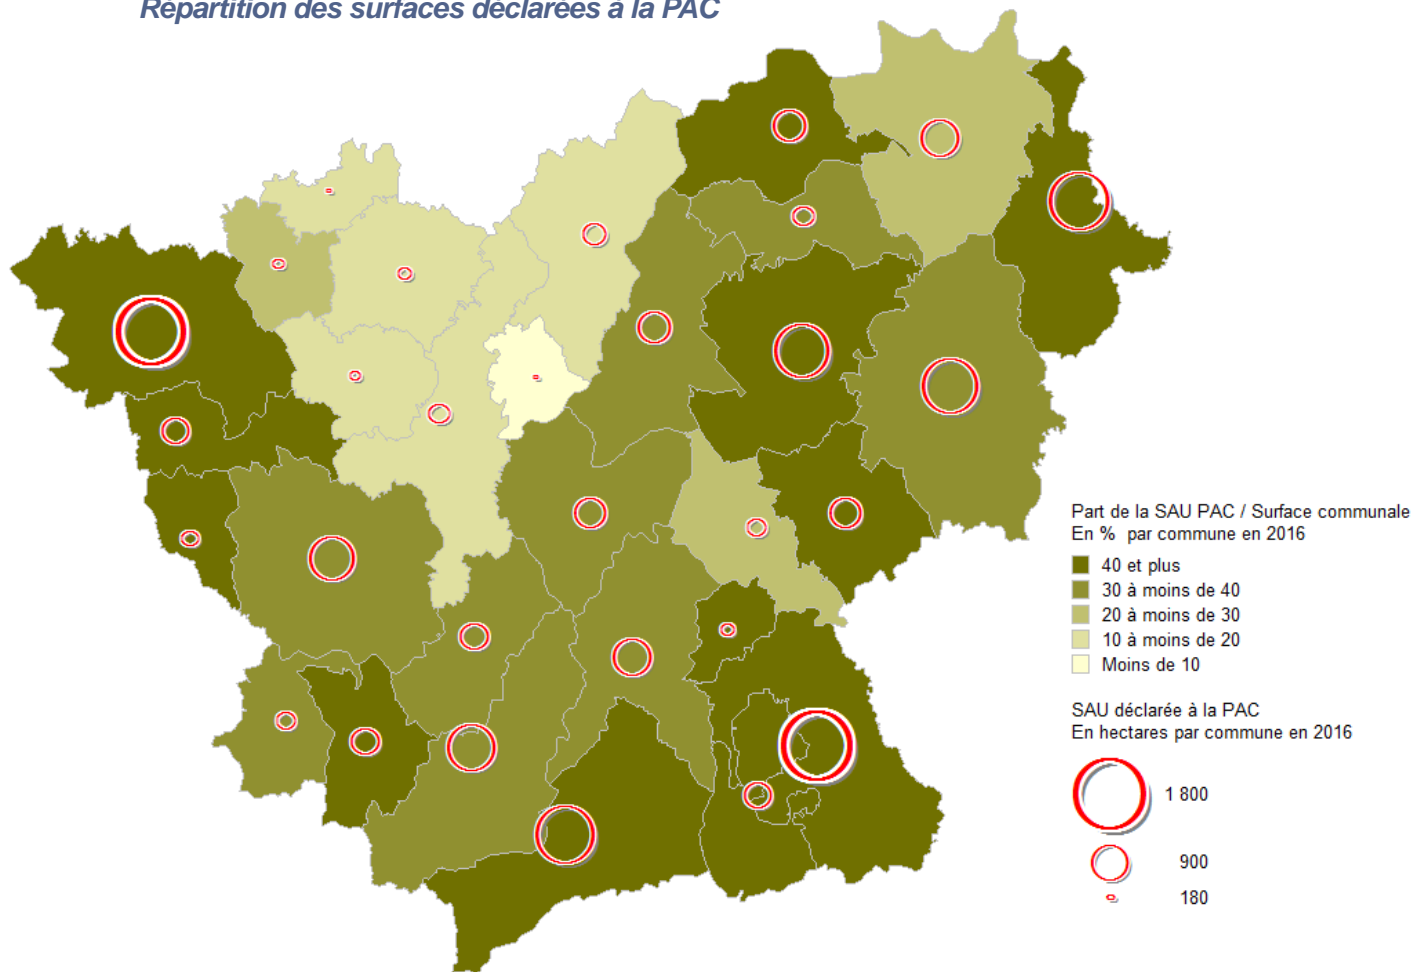 Répartition des surfaces déclarées à la PAC
Part de la SAU PAC / Surface communale
En % par commune en 2016
40 et plus
30 à moins de 40
20 à moins de 30
10 à moins de 20
Moins de 10
SAU déclarée à la PAC
En hectares par commune en 2016
1 800
900
180